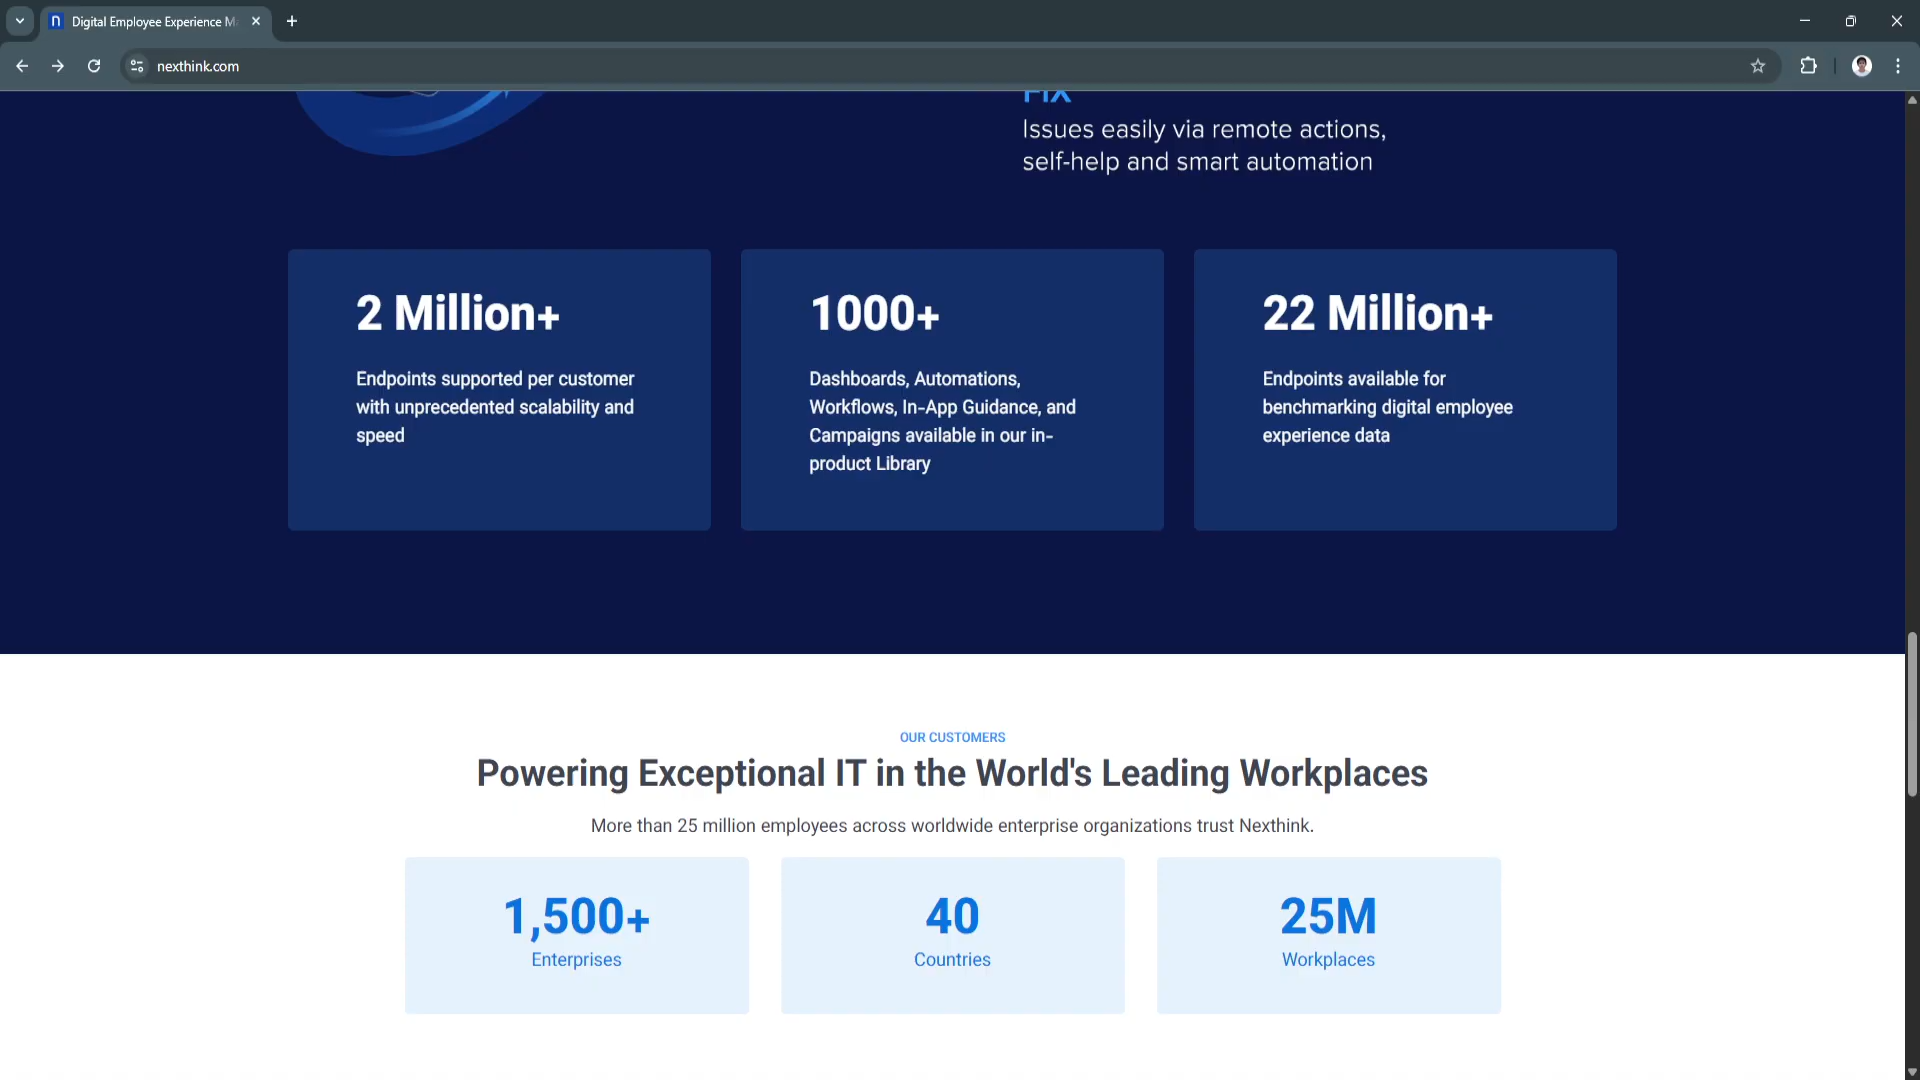 Digital Employee Experience M
nexthink.com
FIX
Issues easily via remote actions,
self-help and smart automation
2 Million+
Endpoints supported per customer
with unprecedented scalability and
speed
1000+
Dashboards, Automations,
Workflows, In-App Guidance, and
Campaigns available in our in-
product Library
22 Million+
Endpoints available for
benchmarking digital employee
experience data
OUR CUSTOMERS
Powering Exceptional IT in the World's Leading Workplaces
More than 25 million employees across worldwide enterprise organizations trust Nexthink.
1,500+
Enterprises
40
Countries
25M
Workplaces